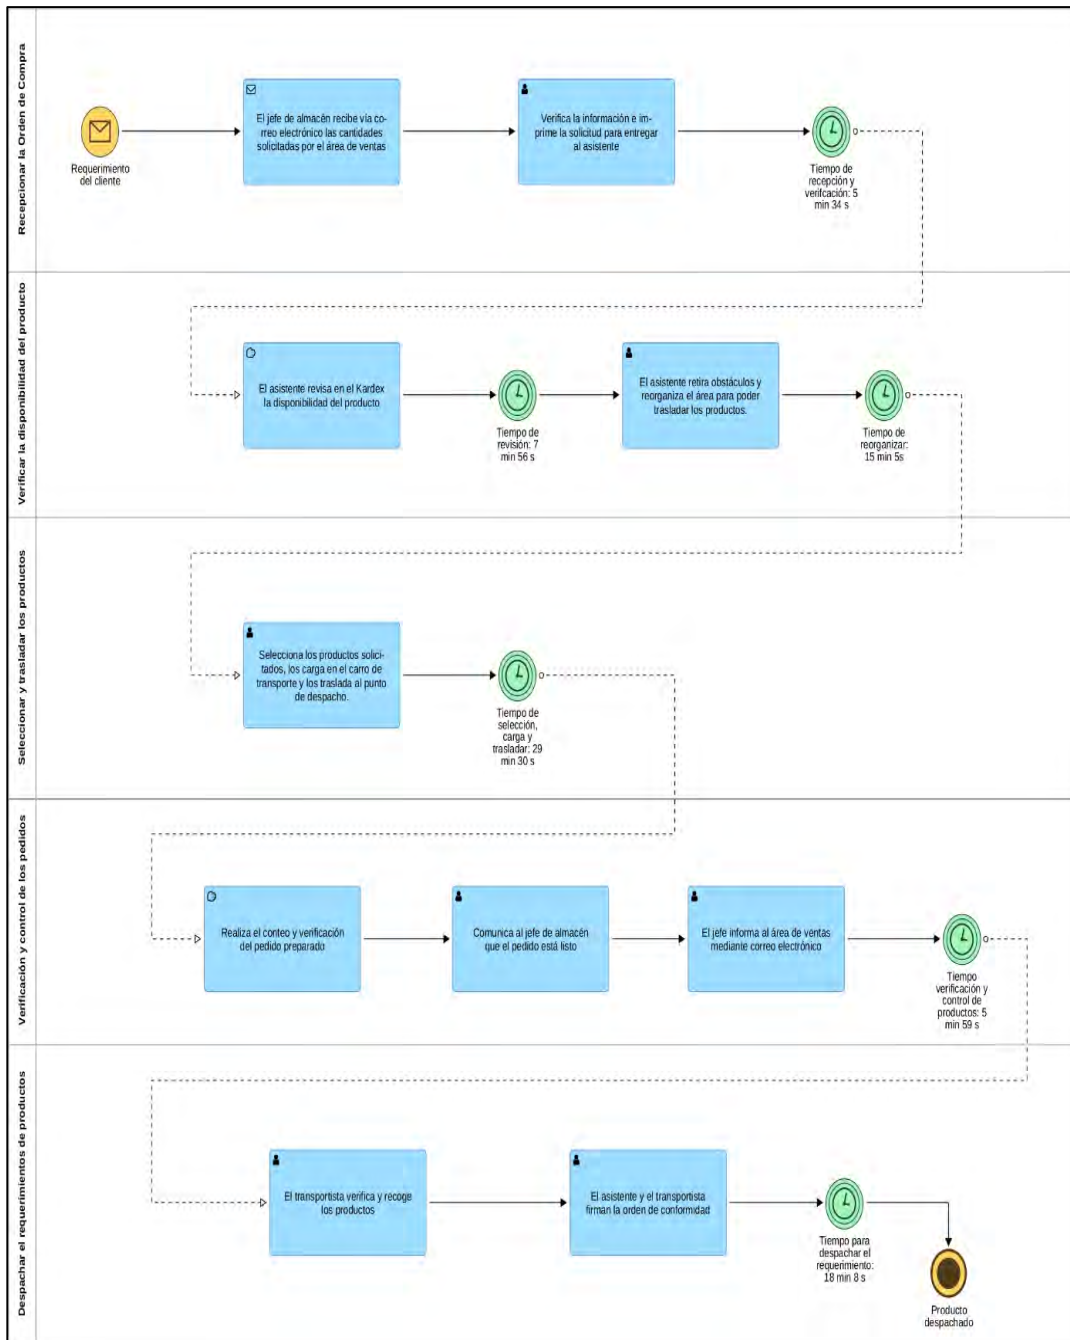 Recepcionar la Orden de Compra
Requerimiento
del cliente
El jefe de almacén recibe vía co-
rreo electrónico las cantidades
solicitadas por el área de ventas
Verifica la información e im-
prime la solicitud para entregar
al asistente
Tiempo de
recepción y
verifcación: 5
min 34 s
Verificar la disponibilidad del producto
El asistente revisa en el Kardex
la disponibilidad del producto
Tiempo de
revisión: 7
min 56 s
El asistente retira obstáculos y
reorganiza el área para poder
trasladar los productos.
Tiempo de
reorganizar:
15 min 5s
Seleccionar y trasladar los productos
Selecciona los productos solici-
tados, los carga en el carro de
transporte y los traslada al punto
de despacho.
Tiempo de
selección,
carga y
trasladar: 29
min 30 s
Verificación y control de los pedidos
Realiza el conteo y verificación
del pedido preparado
Comunica al jefe de almacén
que el pedido está listo
El jefe informa al área de ventas
mediante correo electrónico
Tiempo
verificación y
control de
productos: 5
min 59 s
Despachar el requerimientos de productos
El transportista verifica y recoge
los productos
El asistente y el transportista
firman la orden de conformidad
Tiempo para
despachar el
requerimiento:
18 min 8 s
Producto
despachado